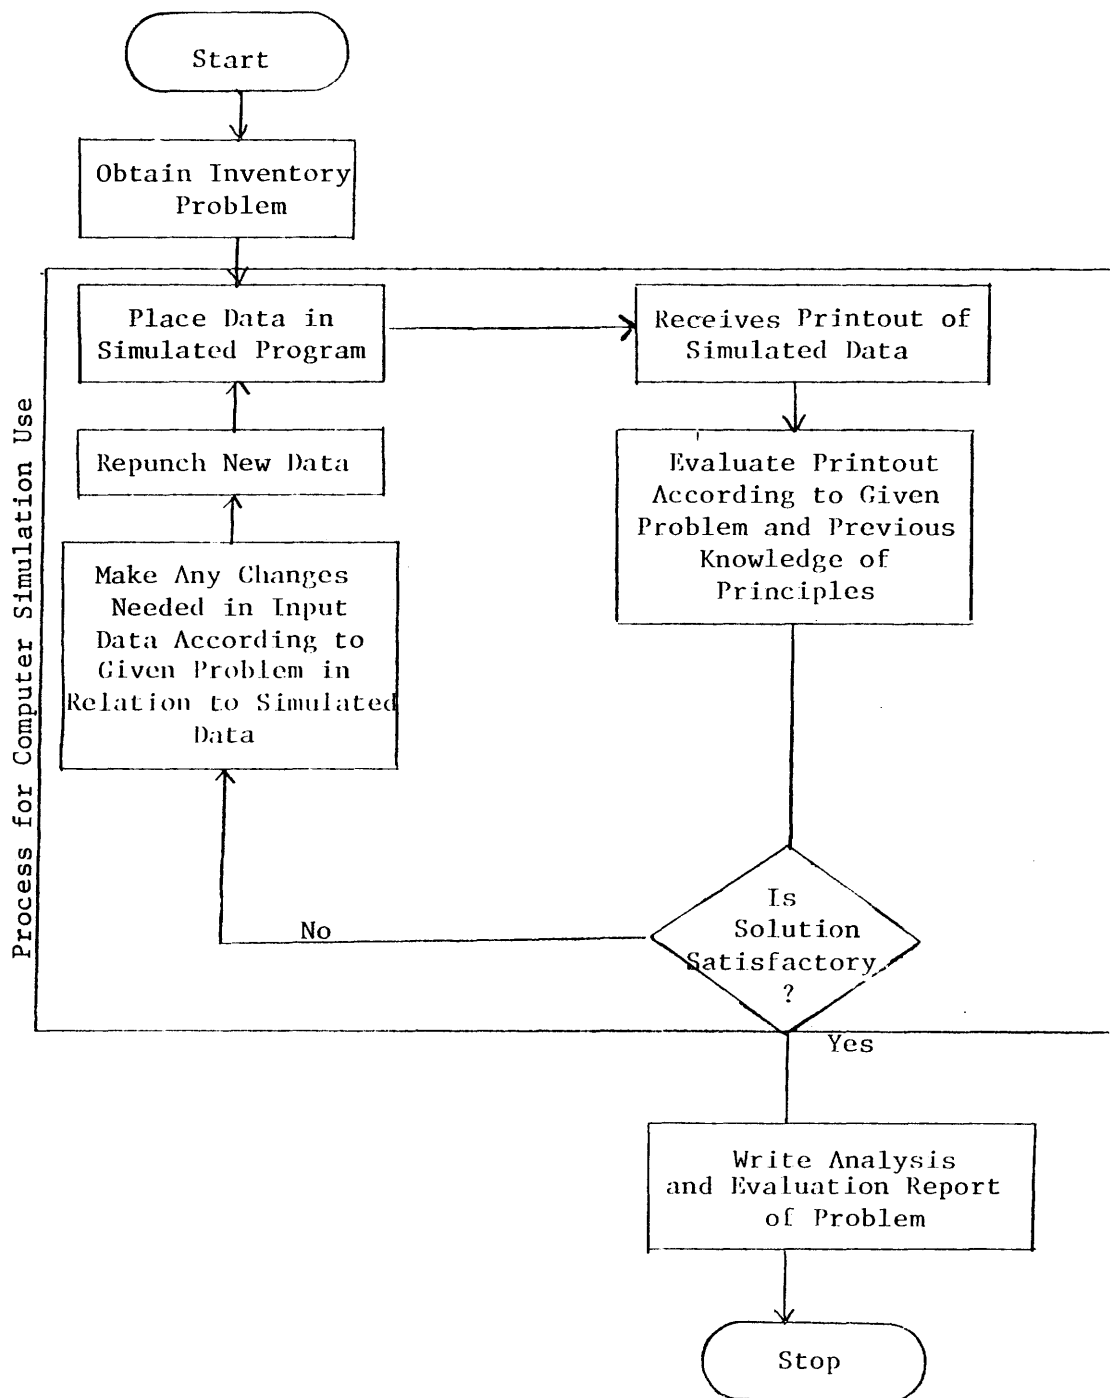 Start
Obtain Inventory
Problem
Process for Computer Simulation Use
Place Data in
Simulated Program
Receives Printout of
Simulated Data
Repunch New Data
Evaluate Printout
According to Given
Problem and Previous
Knowledge of
Principles
Make Any Changes
Needed in Input
Data According to
Given Problem in
Relation to Simulated
Data
Is
Solution
Satisfactory
?
No
Yes
Write Analysis
and Evaluation Report
of Problem
Stop